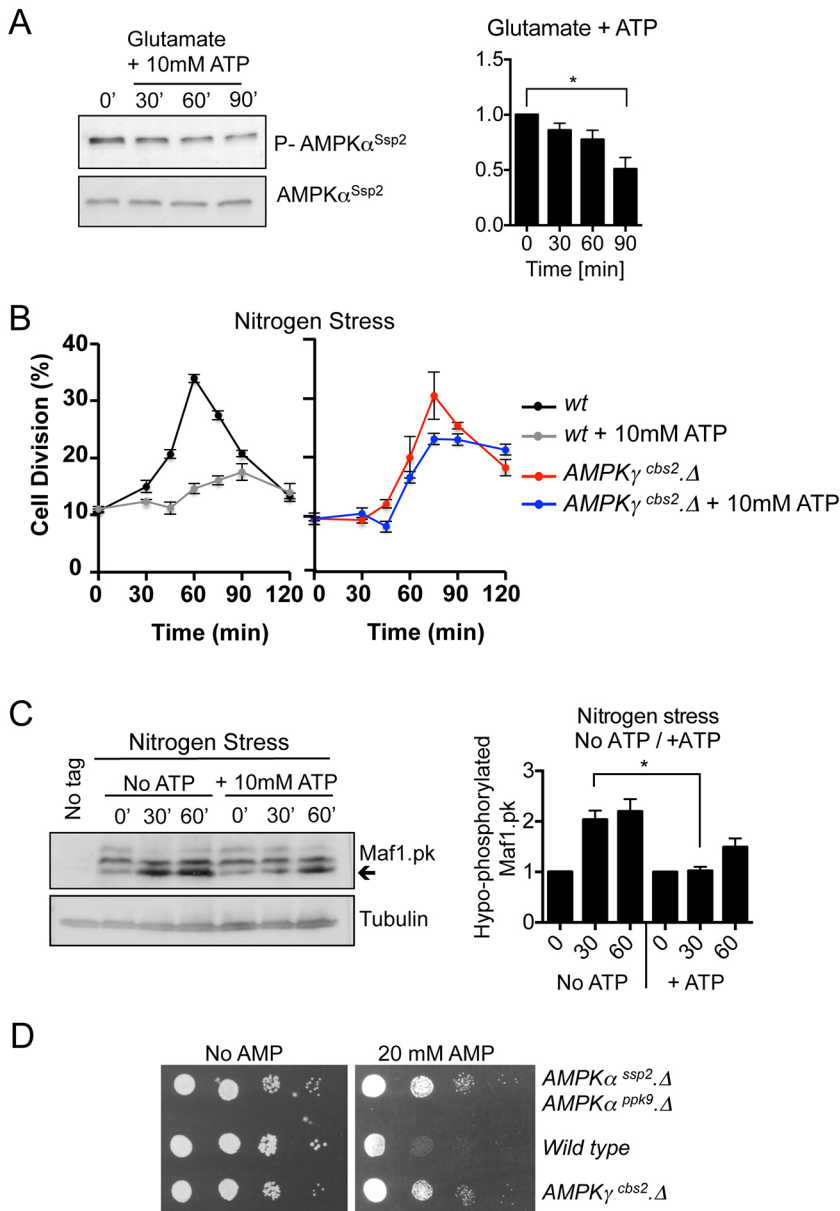 A
Glutamate
+ 10mM ATP
0’ 30’ 60’ 90’
P- AMPKα^Ssp2
AMPKα^Ssp2
Glutamate + ATP
1.5
*
1.0
0.5
0.0
0 30 60 90
Time [min]
B
Nitrogen Stress
Cell Division (%)
40
30
20
10
0
0 30 60 90 120
Time (min)
0 30 60 90 120
Time (min)
wt
wt + 10mM ATP
AMPKγ ^cbs2.Δ
AMPKγ ^cbs2.Δ + 10mM ATP
C
Nitrogen Stress
No tag
No ATP + 10mM ATP
0’ 30’ 60’ 0’ 30’ 60’
Maf1.pk
Tubulin
Nitrogen stress
No ATP / +ATP
Hypo-phosphorylated
Maf1.pk
3
*
2
1
0
0 30 60 0 30 60
No ATP + ATP
D
No AMP 20 mM AMP
AMPKα ^ssp2.Δ
AMPKα ^ppk9.Δ
Wild type
AMPKγ ^cbs2.Δ